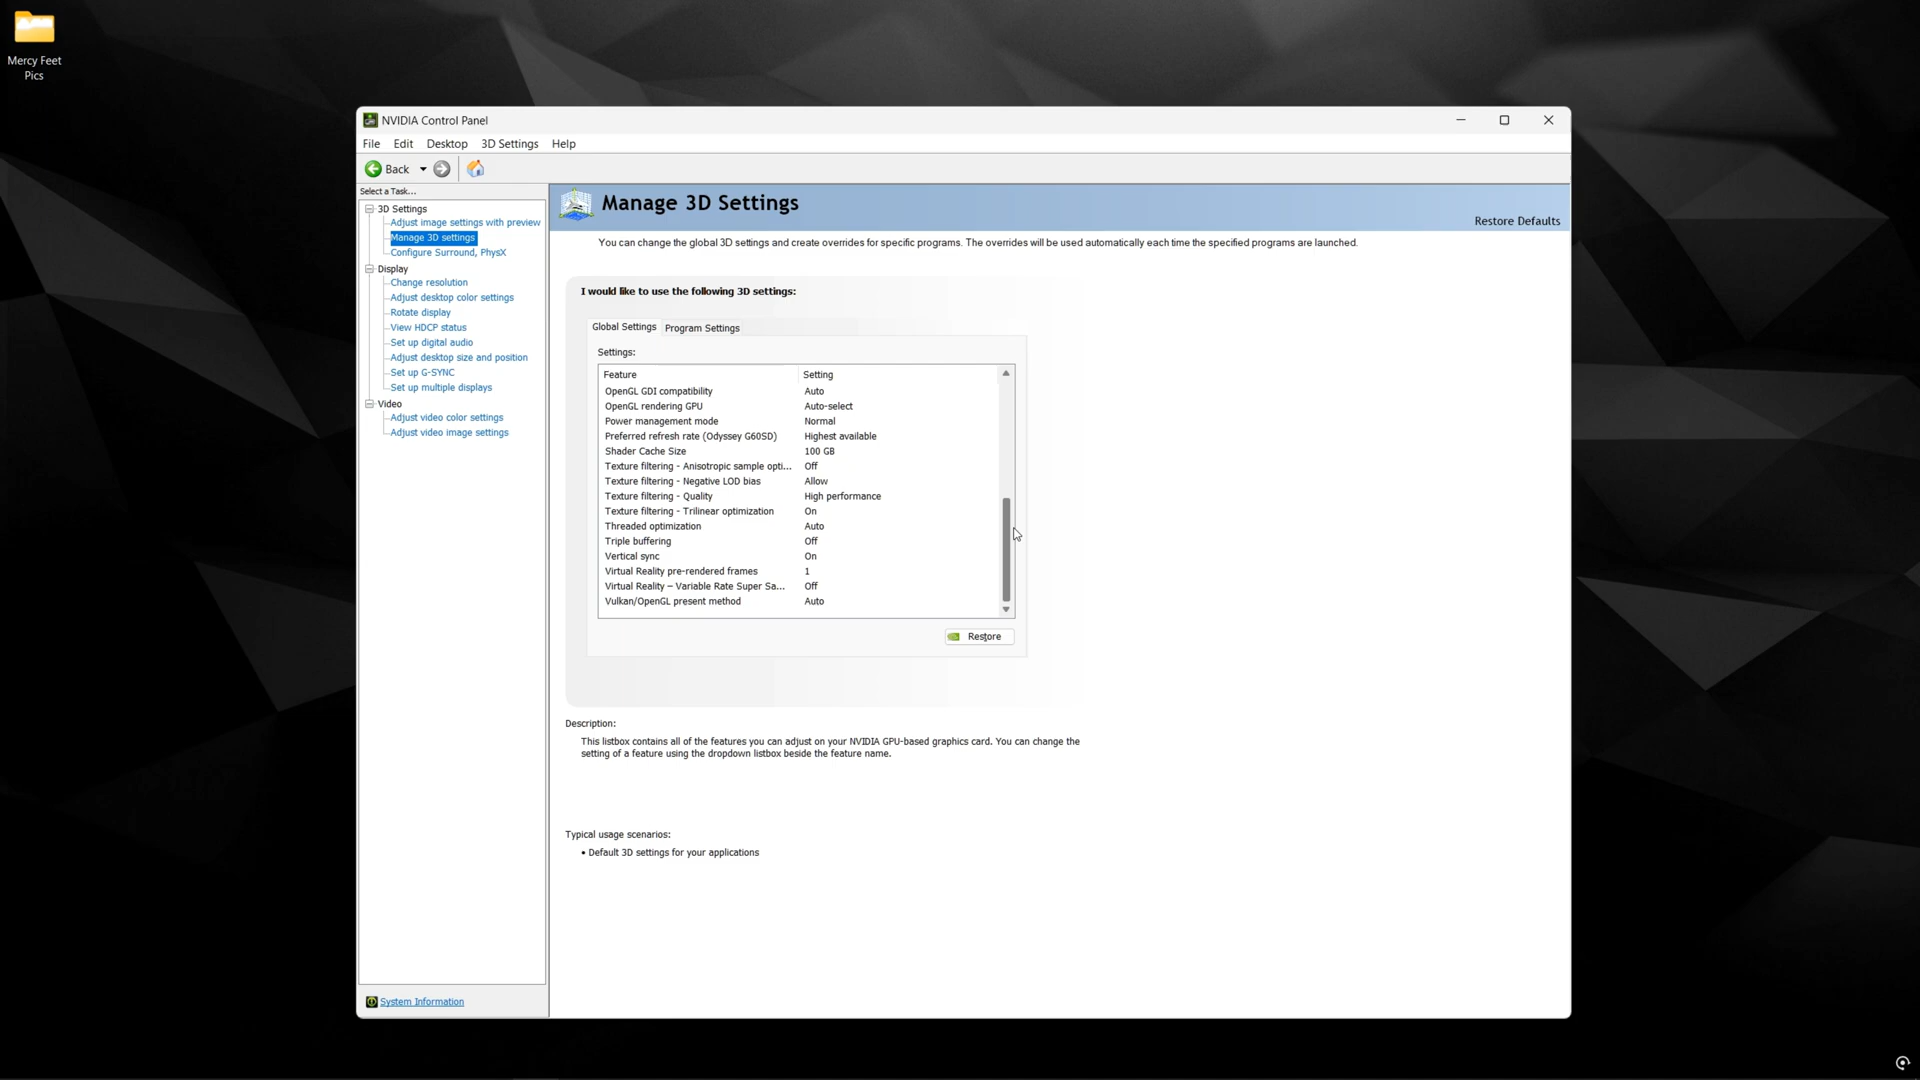 Mercy Feet
Pics
NVIDIA Control Panel
File Edit Desktop 3D Settings Help
Back
Select a Task...
3D Settings
Adjust image settings with preview
Manage 3D settings
Configure Surround, PhysX
Display
Change resolution
Adjust desktop color settings
Rotate display
View HDCP status
Set up digital audio
Adjust desktop size and position
Set up G-SYNC
Set up multiple displays
Video
Adjust video color settings
Adjust video image settings
System Information
Manage 3D Settings
Restore Defaults
You can change the global 3D settings and create overrides for specific programs. The overrides will be used automatically each time the specified programs are launched.
I would like to use the following 3D settings:
Global Settings Program Settings
Settings:
Feature Setting
OpenGL GDI compatibility Auto
OpenGL rendering GPU Auto-select
Power management mode Normal
Preferred refresh rate (Odyssey G60SD) Highest available
Shader Cache Size 100 GB
Texture filtering - Anisotropic sample opti... Off
Texture filtering - Negative LOD bias Allow
Texture filtering - Quality High performance
Texture filtering - Trilinear optimization On
Threaded optimization Auto
Triple buffering Off
Vertical sync On
Virtual Reality pre-rendered frames 1
Virtual Reality – Variable Rate Super Sa... Off
Vulkan/OpenGL present method Auto
Restore
Description:
This listbox contains all of the features you can adjust on your NVIDIA GPU-based graphics card. You can change the
setting of a feature using the dropdown listbox beside the feature name.
Typical usage scenarios:
• Default 3D settings for your applications